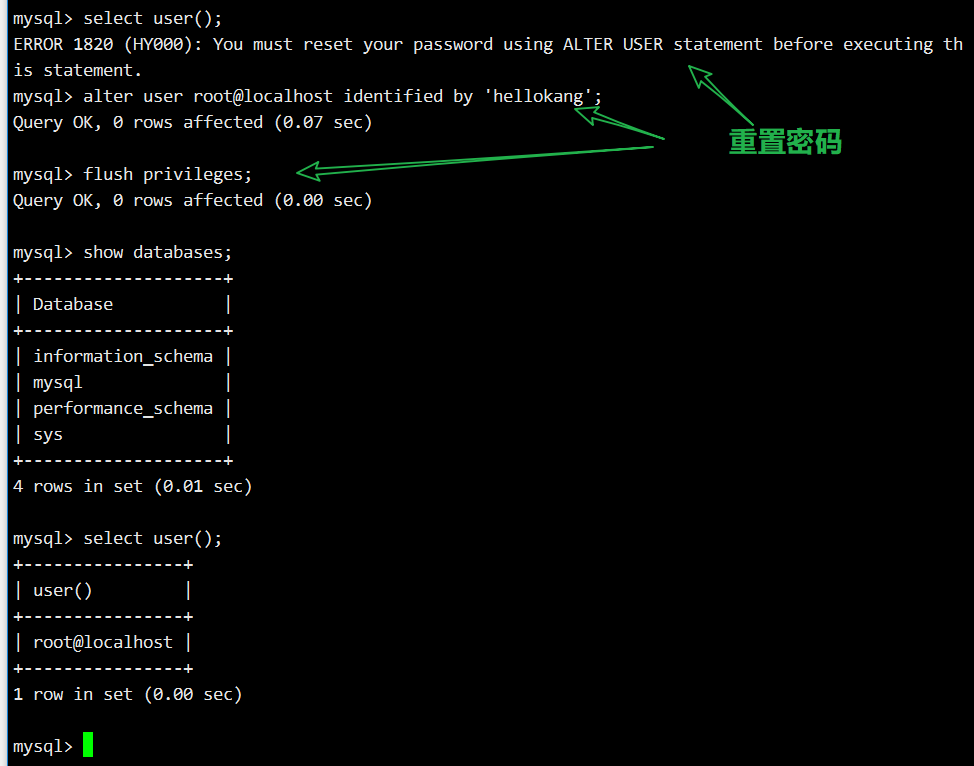 mysql> select user();
ERROR 1820 (HY000): You must reset your password using ALTER USER statement before executing th
is statement.
mysql> alter user root@localhost identified by 'hellokang';
Query OK, 0 rows affected (0.07 sec)
重置密码
mysql> flush privileges;
Query OK, 0 rows affected (0.00 sec)
mysql> show databases;
+--------------------+
| Database           |
+--------------------+
| information_schema |
| mysql              |
| performance_schema |
| sys                |
+--------------------+
4 rows in set (0.01 sec)
mysql> select user();
+----------------+
| user()         |
+----------------+
| root@localhost |
+----------------+
1 row in set (0.00 sec)
mysql>